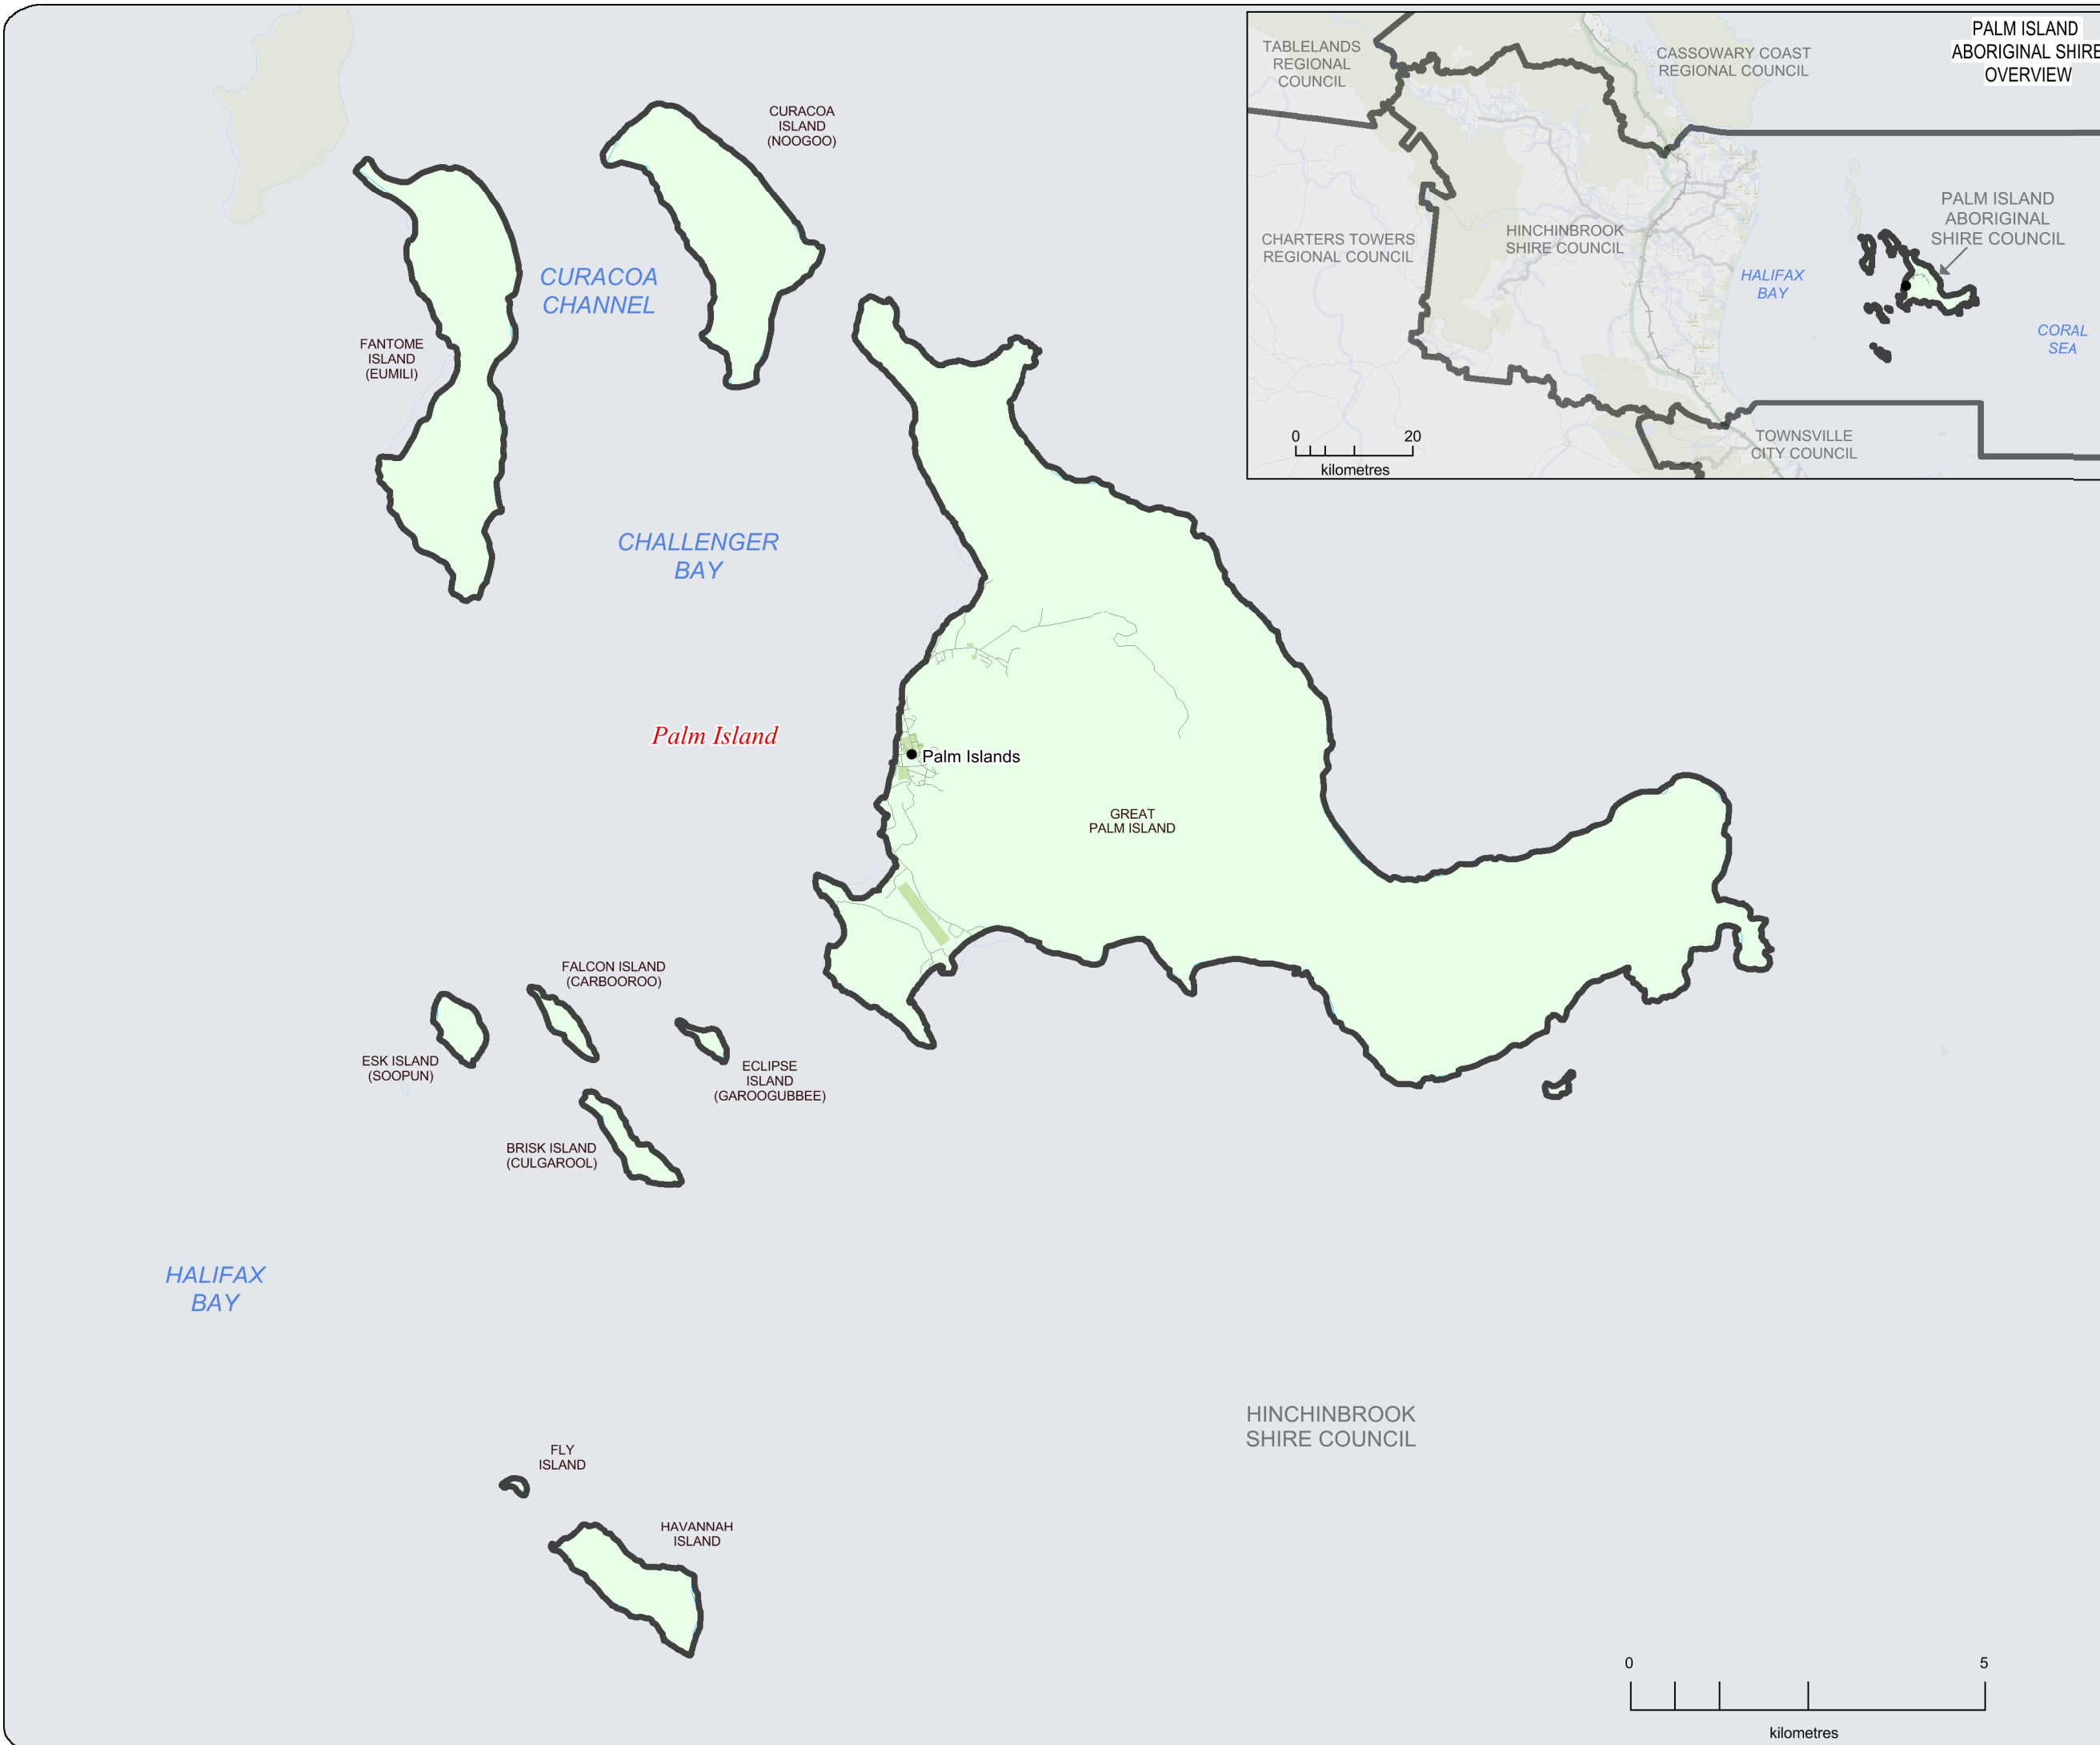 PALM ISLAND
ABORIGINAL SHIRE
OVERVIEW
TABLELANDS
REGIONAL
COUNCIL
CASSOWARY COAST
REGIONAL COUNCIL
PALM ISLAND
ABORIGINAL
SHIRE COUNCIL
CHARTERS TOWERS
REGIONAL COUNCIL
HINCHINBROOK
SHIRE COUNCIL
HALIFAX
BAY
CORAL
SEA
TOWNSVILLE
CITY COUNCIL
0 20
kilometres
CURACOA
ISLAND
(NOOGOO)
CURACOA
CHANNEL
FANTOME
ISLAND
(EUMILI)
CHALLENGER
BAY
Palm Island
Palm Islands
GREAT
PALM ISLAND
FALCON ISLAND
(CARBOOROO)
ESK ISLAND
(SOOPUN)
ECLIPSE
ISLAND
(GAROOGUBBEE)
BRISK ISLAND
(CULGAROOL)
HALIFAX
BAY
HINCHINBROOK
SHIRE COUNCIL
FLY
ISLAND
HAVANNAH
ISLAND
0 5
kilometres